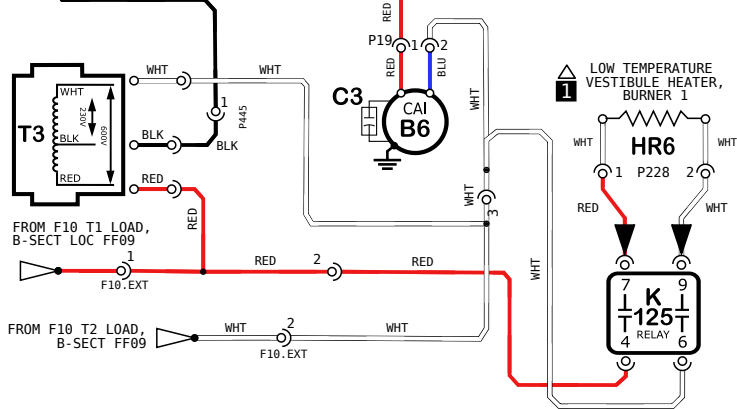 RED
P19
1
2
RED
BLU
WHT
WHT
WHT
1
P445
BLK
BLK
T3
WHT
230V
600V
BLK
RED
RED
RED
C3
CAI
B6
LOW TEMPERATURE
VESTIBULE HEATER,
BURNER 1
1
WHT
WHT
HR6
1
P228
2
RED
WHT
WHT
3
FROM F10 T1 LOAD,
B-SECT LOC FF09
1
F10.EXT
RED
2
RED
WHT
7
9
K
125
RELAY
4
6
FROM F10 T2 LOAD,
B-SECT FF09
WHT
2
F10.EXT
WHT